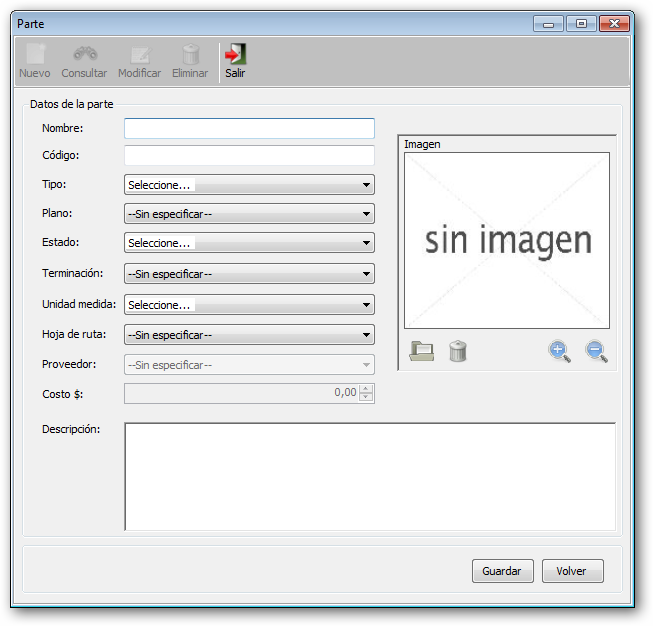 Parte
Nuevo Consultar Modificar Eliminar Salir
Datos de la parte
Nombre:
Código:
Tipo: Seleccione...
Plano: --Sin especificar--
Estado: Seleccione...
Terminación: --Sin especificar--
Unidad medida: Seleccione...
Hoja de ruta: --Sin especificar--
Proveedor: --Sin especificar--
Costo $: 0,00
Imagen
sin imagen
Descripción:
Guardar Volver